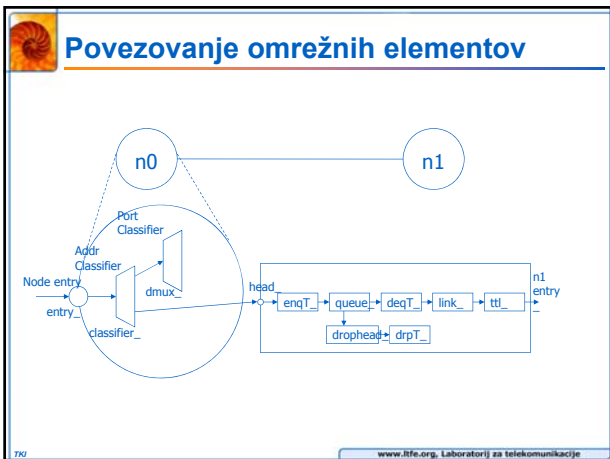 Povezovanje omrežnih elementov
n0
n1
Port
Classifier
Addr
Classifier
Node entry
entry_
dmux_
classifier_
head_
enqT_
queue_
deqT_
link_
ttl_
n1
entry
_
drophead_
drpT_
TKI
www.ltfe.org, Laboratorij za telekomunikacije